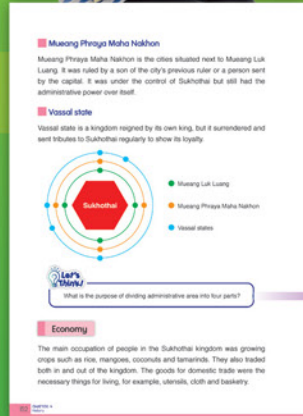 Mueang Phraya Maha Nakhon
Mueang Phraya Maha Nakhon is the cities situated next to Mueang Luk
Luang. It was ruled by a son of the city's previous ruler or a person sent
by the capital. It was under the control of Sukhothai but still had the
administrative power over itself.
Vassal state
Vassal state is a kingdom reigned by its own king, but it surrendered and
sent tributes to Sukhothai regularly to show its loyalty.
Sukhothai
Mueang Luk Luang
Mueang Phraya Maha Nakhon
Vassal states
Let's
Think!
What is the purpose of dividing administrative area into four parts?
Economy
The main occupation of people in the Sukhothai kingdom was growing
crops such as rice, mangoes, coconuts and tamarinds. They also traded
both in and out of the kingdom. The goods for domestic trade were the
necessary things for living, for example, utensils, cloth and basketry.